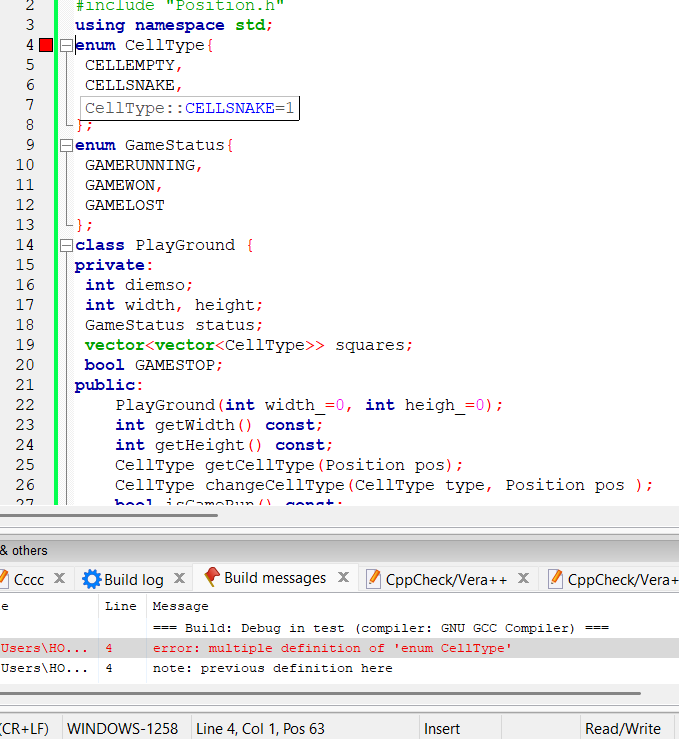 2 #include "Position.h"
3 using namespace std;
4 enum CellType{
5 CELLEMPTY,
6 CELLSNAKE,
7 CellType::CELLSNAKE=1
8 };
9 enum GameStatus{
10 GAMERUNNING,
11 GAMEWON,
12 GAMELOST
13 };
14 class PlayGround {
15 private:
16 int diemso;
17 int width, height;
18 GameStatus status;
19 vector<vector<CellType>> squares;
20 bool GAMESTOP;
21 public:
22 PlayGround(int width_=0, int heigh_=0);
23 int getWidth() const;
24 int getHeight() const;
25 CellType getCellType(Position pos);
26 CellType changeCellType(CellType type, Position pos );
27 bool isGameRun() const;
& others
Cccc X Build log X Build messages X CppCheck/Vera++ X CppCheck/Vera+
e Line Message
=== Build: Debug in test (compiler: GNU GCC Compiler) ===
Users\HO... 4 error: multiple definition of 'enum CellType'
Users\HO... 4 note: previous definition here
(CR+LF) WINDOWS-1258 Line 4, Col 1, Pos 63 Insert Read/Write